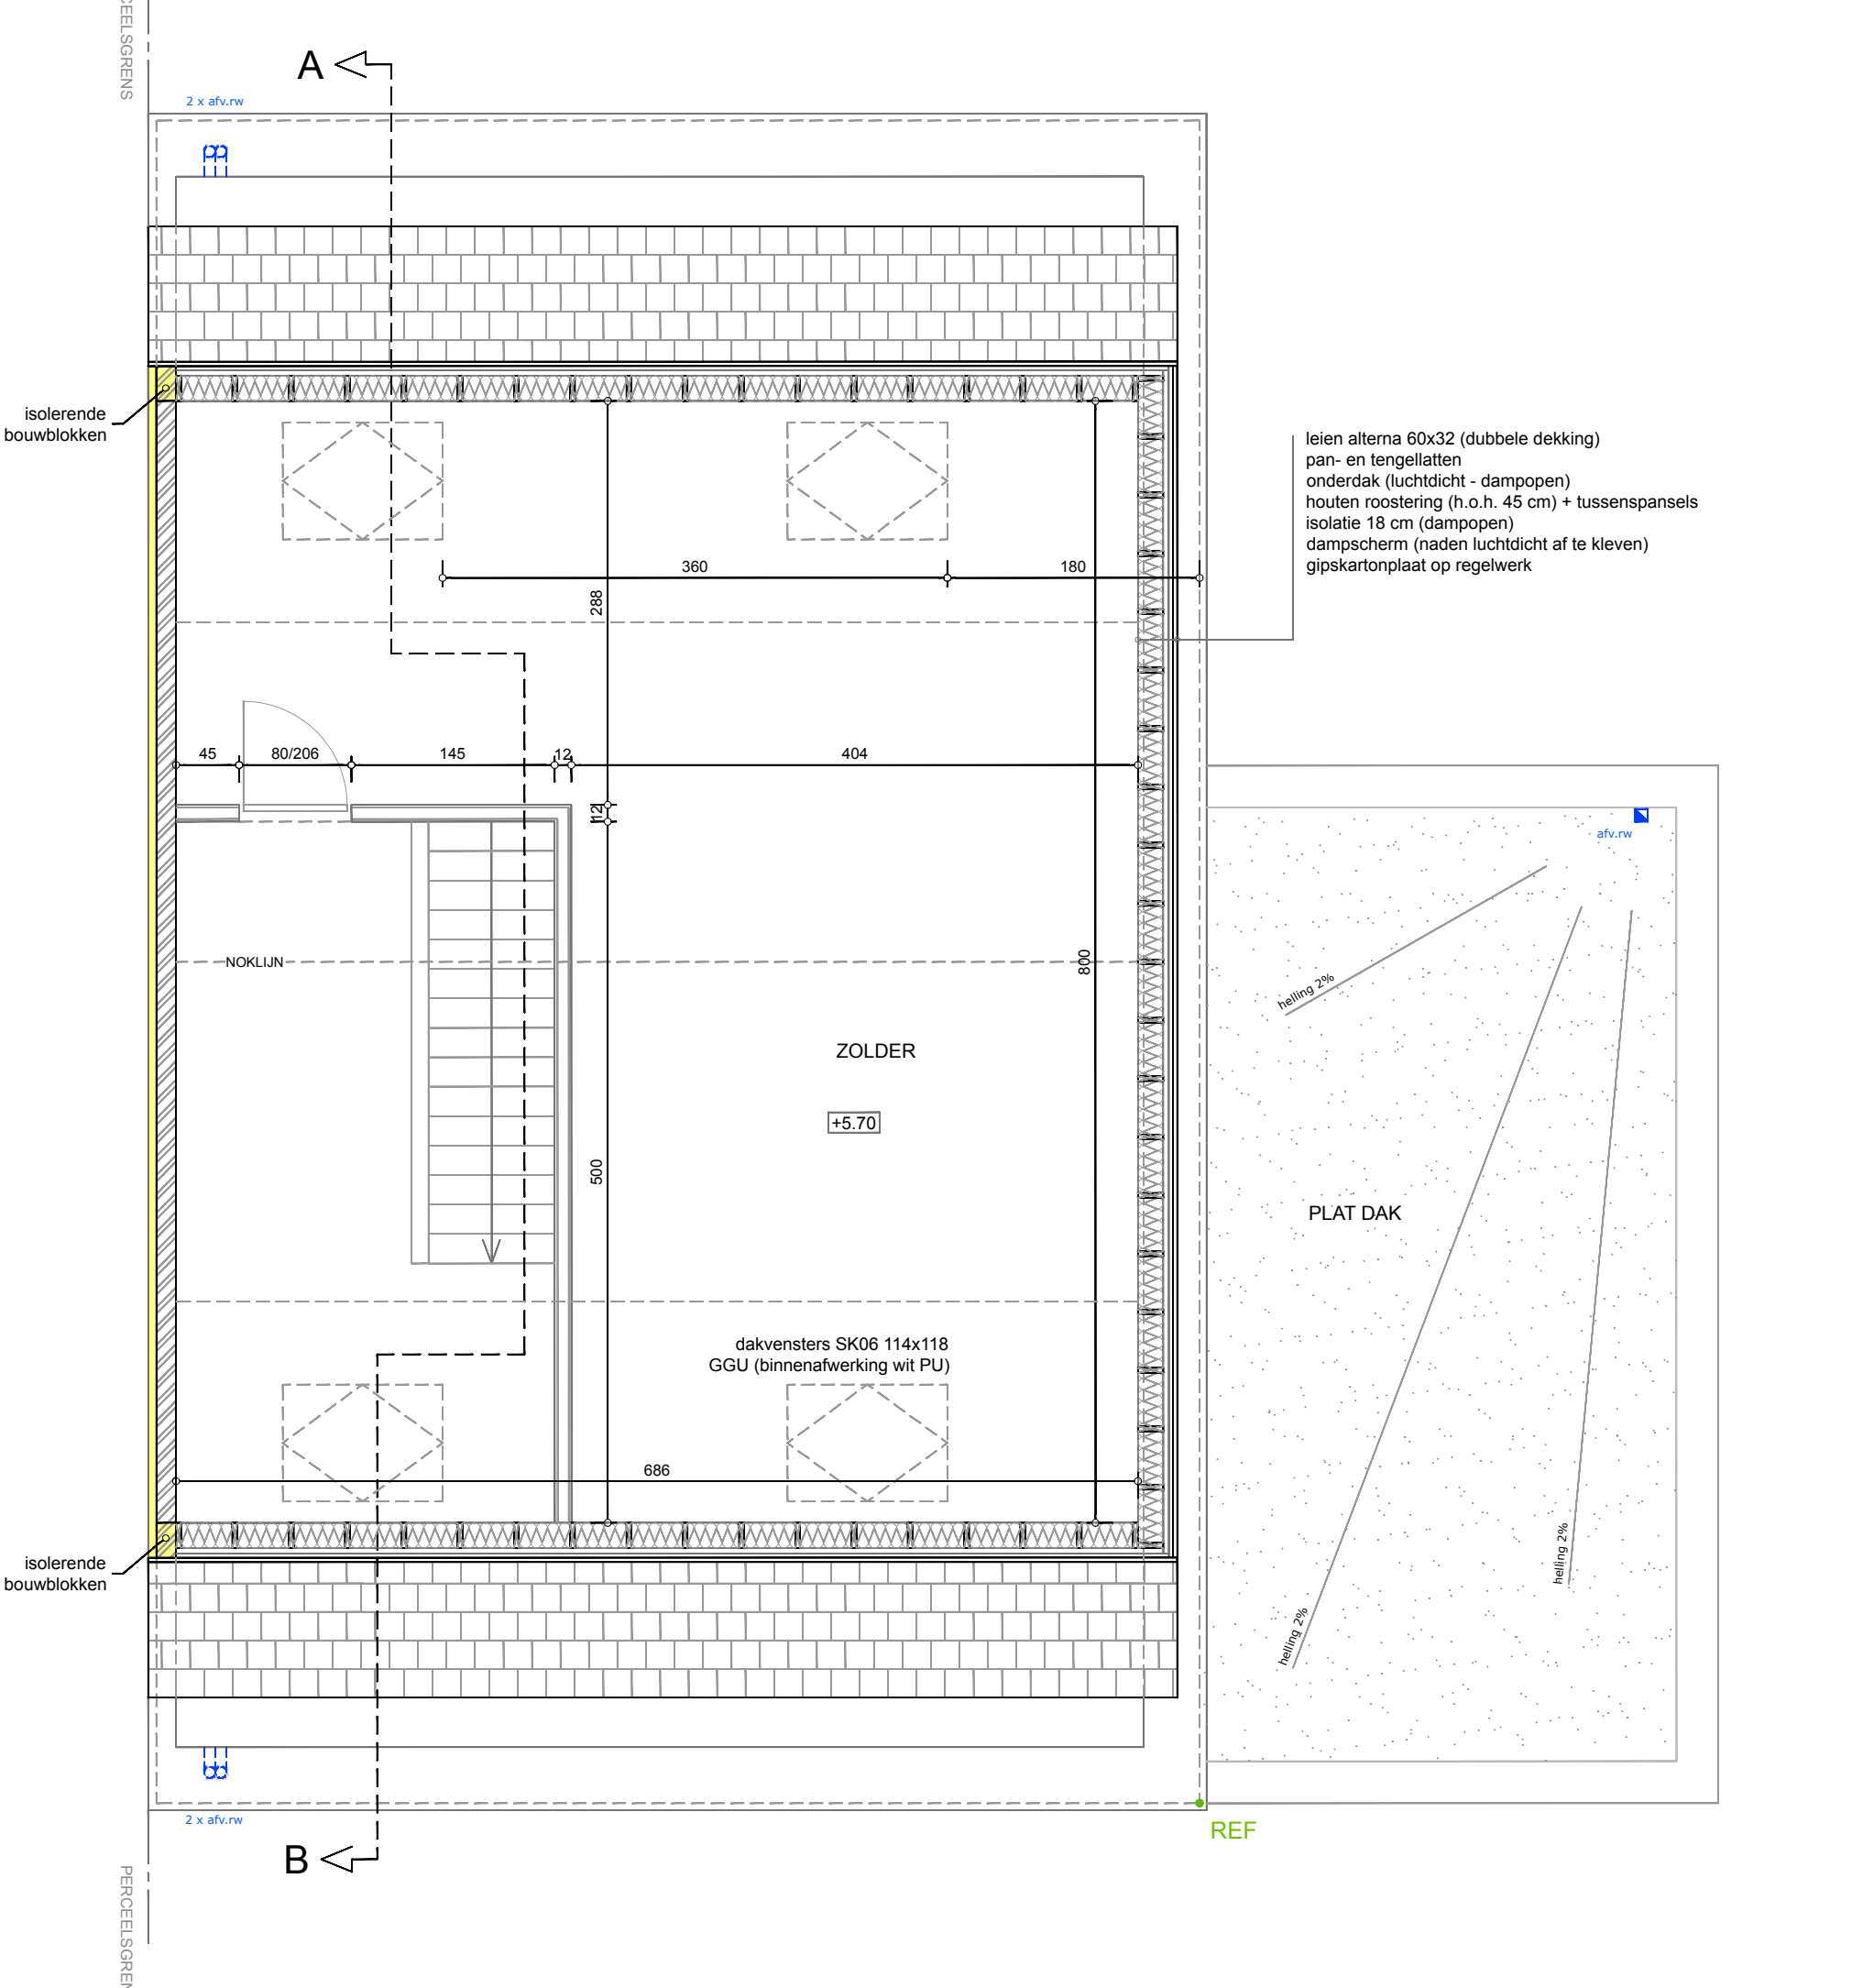 CEELSGRENS
A
2 x afv.rw
isolerende
bouwblokken
leien alterna 60x32 (dubbele dekking)
pan- en tengellatten
onderdak (luchtdicht - dampopen)
houten roostering (h.o.h. 45 cm) + tussenspansels
isolatie 18 cm (dampopen)
dampscherm (naden luchtdicht af te kleven)
gipskartonplaat op regelwerk
360
180
288
45
80/206
145
12
404
12
afv.rw
NOKLIJN
800
helling 2%
ZOLDER
+5.70
500
PLAT DAK
dakvensters SK06 114x118
GGU (binnenafwerking wit PU)
686
isolerende
bouwblokken
helling 2%
helling 2%
2 x afv.rw
REF
B
PERCEELSGREN